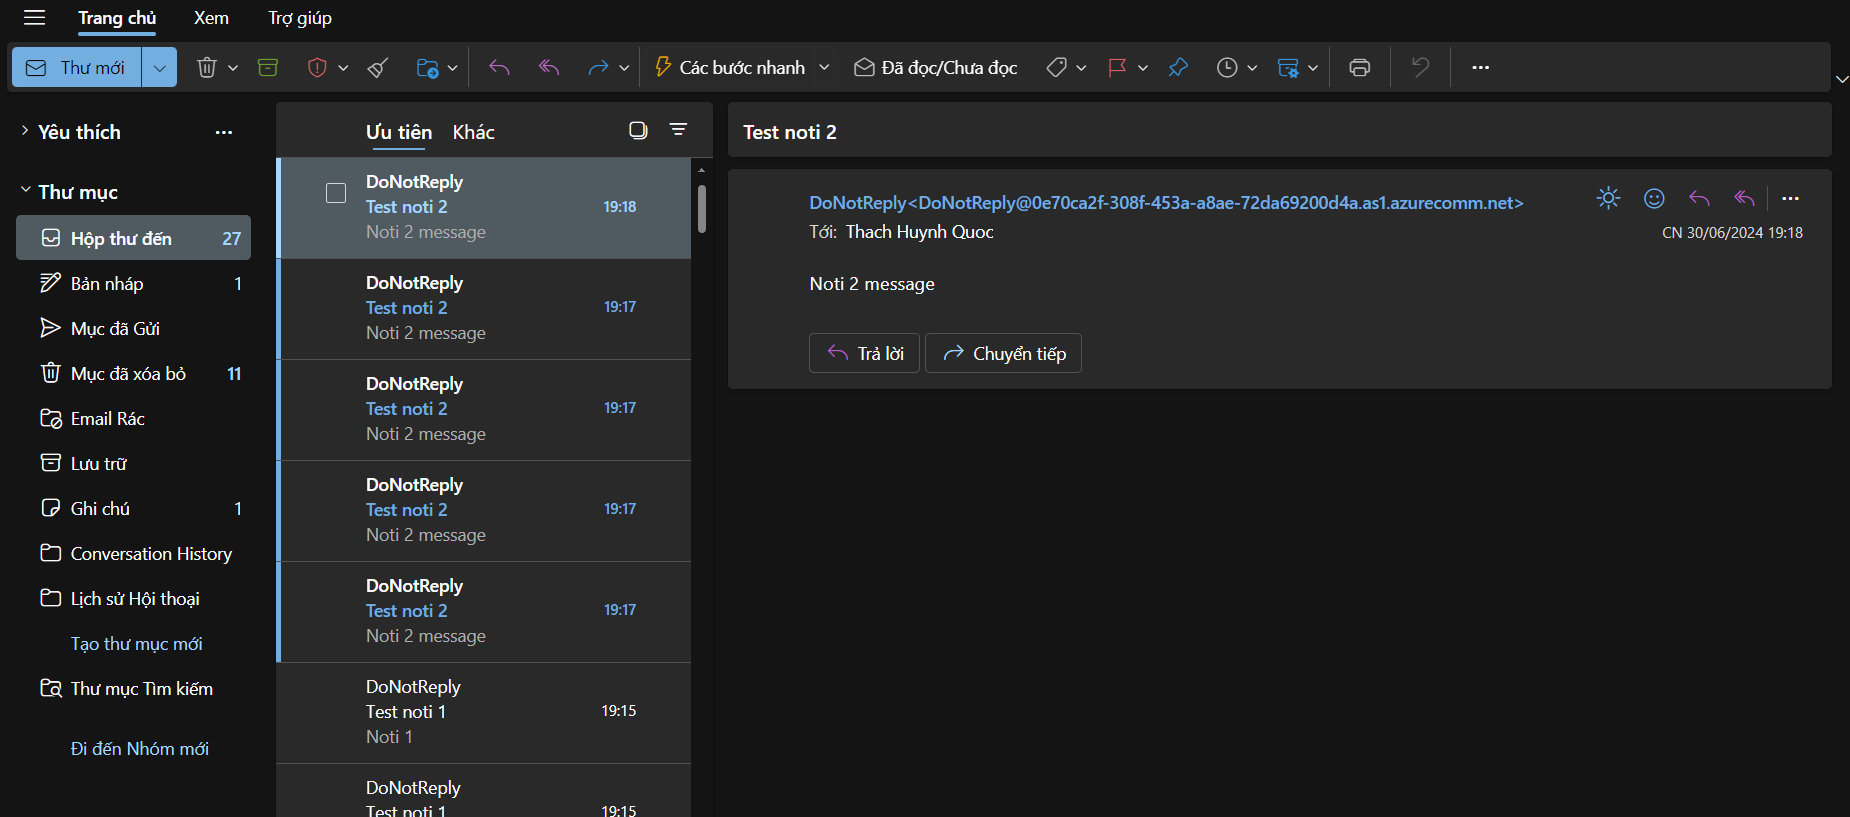 Trang chủ Xem Trợ giúp
Thư mới Các bước nhanh Đã đọc/Chưa đọc
Yêu thích
Thư mục
Hộp thư đến 27
Bản nháp 1
Mục đã Gửi
Mục đã xóa bỏ 11
Email Rác
Lưu trữ
Ghi chú 1
Conversation History
Lịch sử Hội thoại
Tạo thư mục mới
Thư mục Tìm kiếm
Đi đến Nhóm mới
Ưu tiên Khác
DoNotReply
Test noti 2 19:18
Noti 2 message
DoNotReply
Test noti 2 19:17
Noti 2 message
DoNotReply
Test noti 2 19:17
Noti 2 message
DoNotReply
Test noti 2 19:17
Noti 2 message
DoNotReply
Test noti 2 19:17
Noti 2 message
DoNotReply
Test noti 1 19:15
Noti 1
DoNotReply
Test noti 1 19:15
Test noti 2
DoNotReply<DoNotReply@0e70ca2f-308f-453a-a8ae-72da69200d4a.as1.azurecomm.net>
Tới: Thach Huynh Quoc
CN 30/06/2024 19:18
Noti 2 message
Trả lời Chuyển tiếp